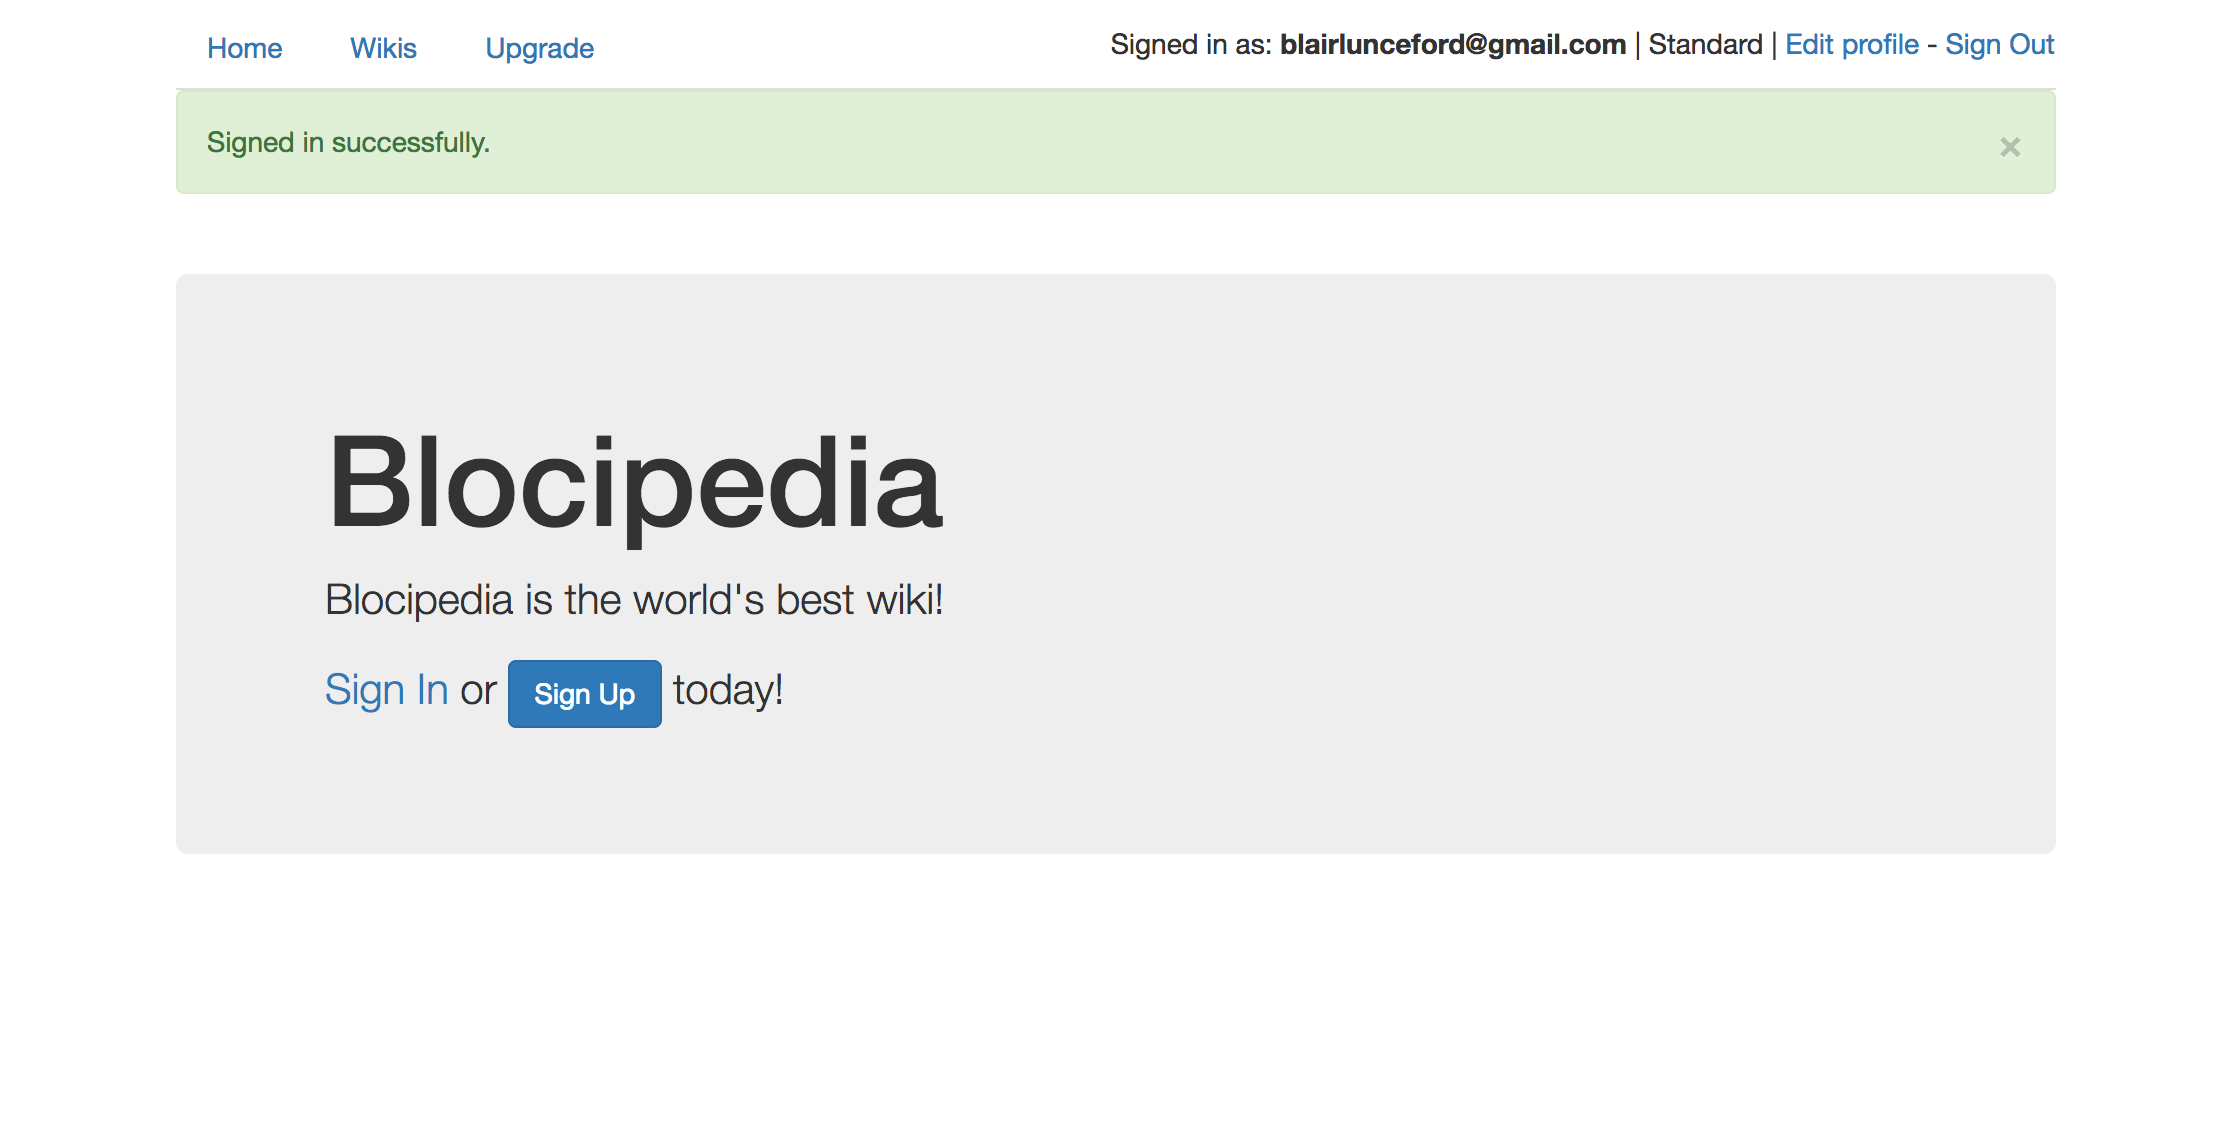 Home Wikis Upgrade Signed in as: blairlunceford@gmail.com | Standard | Edit profile - Sign Out
Signed in successfully. ×
Blocipedia
Blocipedia is the world's best wiki!
Sign In or Sign Up today!